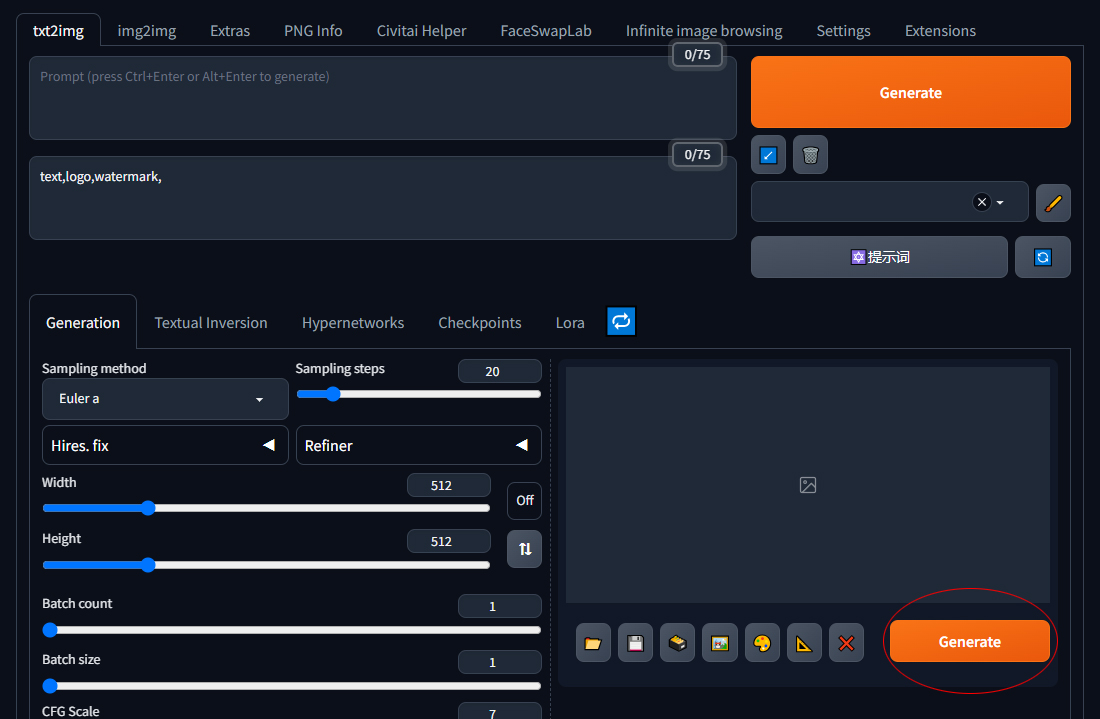 txt2img img2img Extras PNG Info Civitai Helper FaceSwapLab Infinite image browsing Settings Extensions
0/75
Prompt (press Ctrl+Enter or Alt+Enter to generate)
Generate
0/75
text,logo,watermark,
提示词
Generation Textual Inversion Hypernetworks Checkpoints Lora
Sampling method
Euler a
Sampling steps
20
Hires. fix
Refiner
Width
512
Off
Height
512
Batch count
1
Batch size
1
CFG Scale
7
Generate